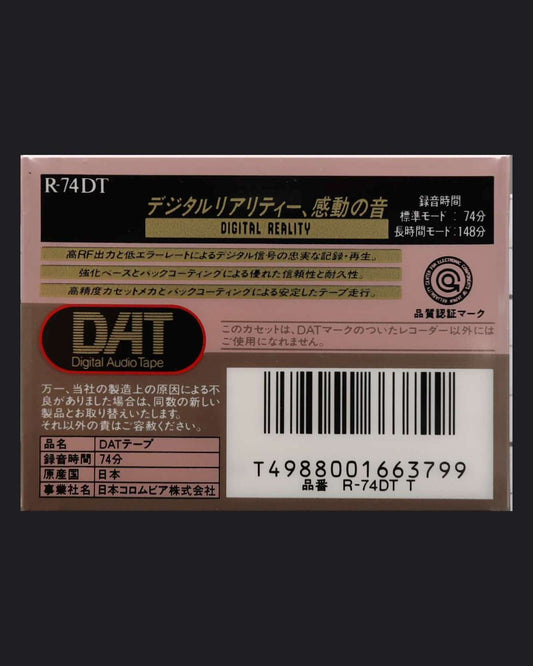 R-74DT
デジタルリアリティー、感動の音
DIGITAL REALITY
録音時間
標準モード : 74分
長時間モード:148分
高RF出力と低エラーレートによるデジタル信号の忠実な記録・再生。
強化ベースとバックコーティングによる優れた信頼性と耐久性。
高精度カセットメカとバックコーティングによる安定したテープ走行。
品質認証マーク
DAT
Digital Audio Tape
このカセットは、DATマークのついたレコーダー以外には
ご使用になれません。
万一、当社の製造上の原因による不
良がありました場合は、同数の新しい
製品とお取り替えいたします。
それ以外の責はご容赦ください。
品名 DATテープ
録音時間 74分
原産国 日本
事業社名 日本コロムビア株式会社
T4988001663799
品番 R-74DT T